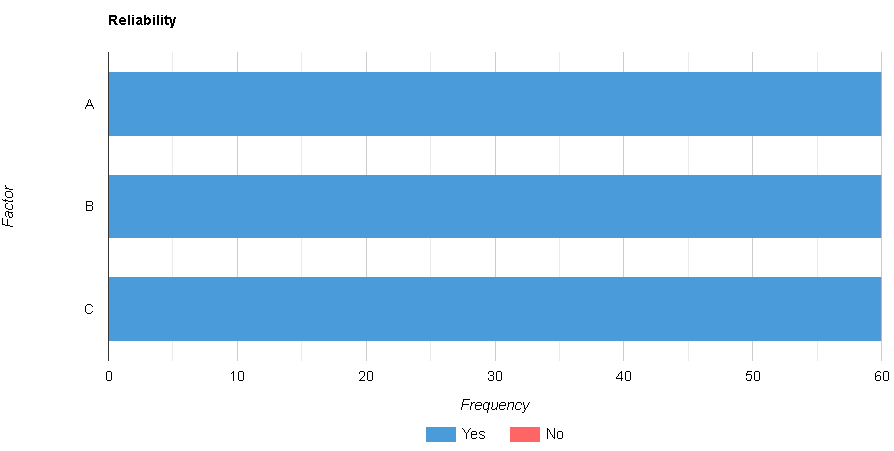 Reliability
Factor
A
B
C
0 10 20 30 40 50 60
Frequency
Yes No